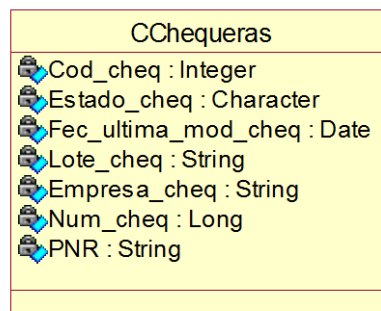 CChequeras
Cod_cheq : Integer
Estado_cheq : Character
Fec_ultima_mod_cheq : Date
Lote_cheq : String
Empresa_cheq : String
Num_cheq : Long
PNR : String